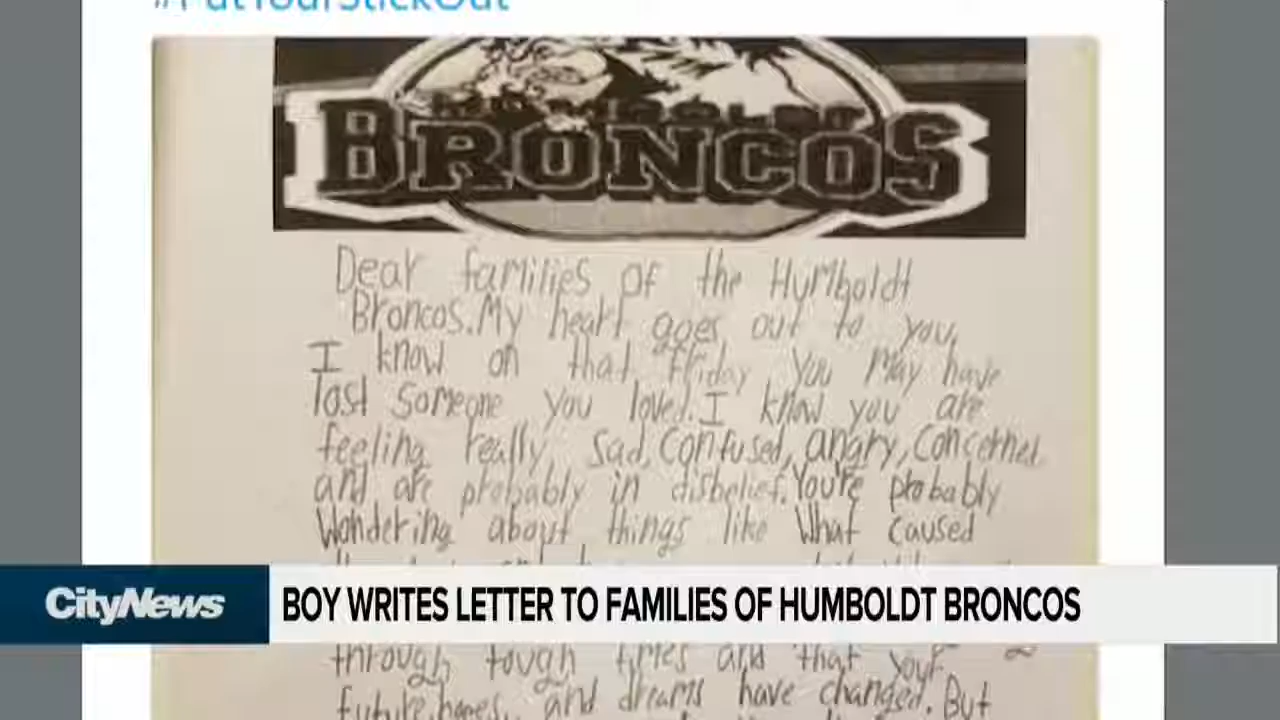 #PutYourStickOut
HUMBOLDT
BRONCOS
Dear families of the Humboldt
Broncos. My heart goes out to you,
I know on that friday you may have
lost someone you loved. I know you are
feeling really sad, confused, angry, concerned,
and are probably in disbelief. You're probably
wondering about things like what caused
CityNews
BOY WRITES LETTER TO FAMILIES OF HUMBOLDT BRONCOS
through tough times and that your
future, hopes, and dreams have changed. But